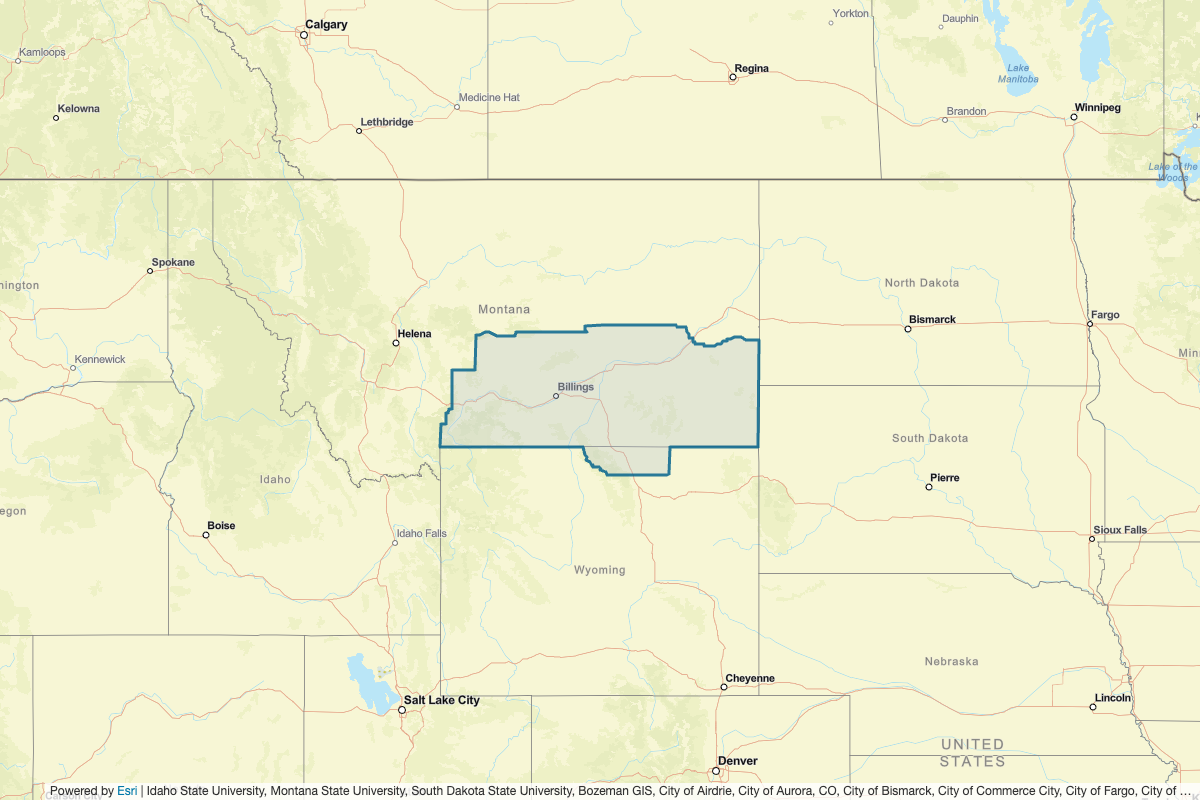 Calgary
Yorkton
Dauphin
Kamloops
Regina
Lake
Manitoba
Medicine Hat
Kelowna
Winnipeg
Brandon
Lethbridge
Lake of the
Woods
Spokane
ington
North Dakota
Montana
Fargo
Bismarck
Helena
Minn
Kennewick
Billings
South Dakota
Idaho
Pierre
egon
Boise
Sioux Falls
Idaho Falls
Wyoming
Nebraska
Cheyenne
Salt Lake City
Lincoln
UNITED
STATES
Denver
Powered by Esri | Idaho State University, Montana State University, South Dakota State University, Bozeman GIS, City of Airdrie, City of Aurora, CO, City of Bismarck, City of Commerce City, City of Fargo, City of ...